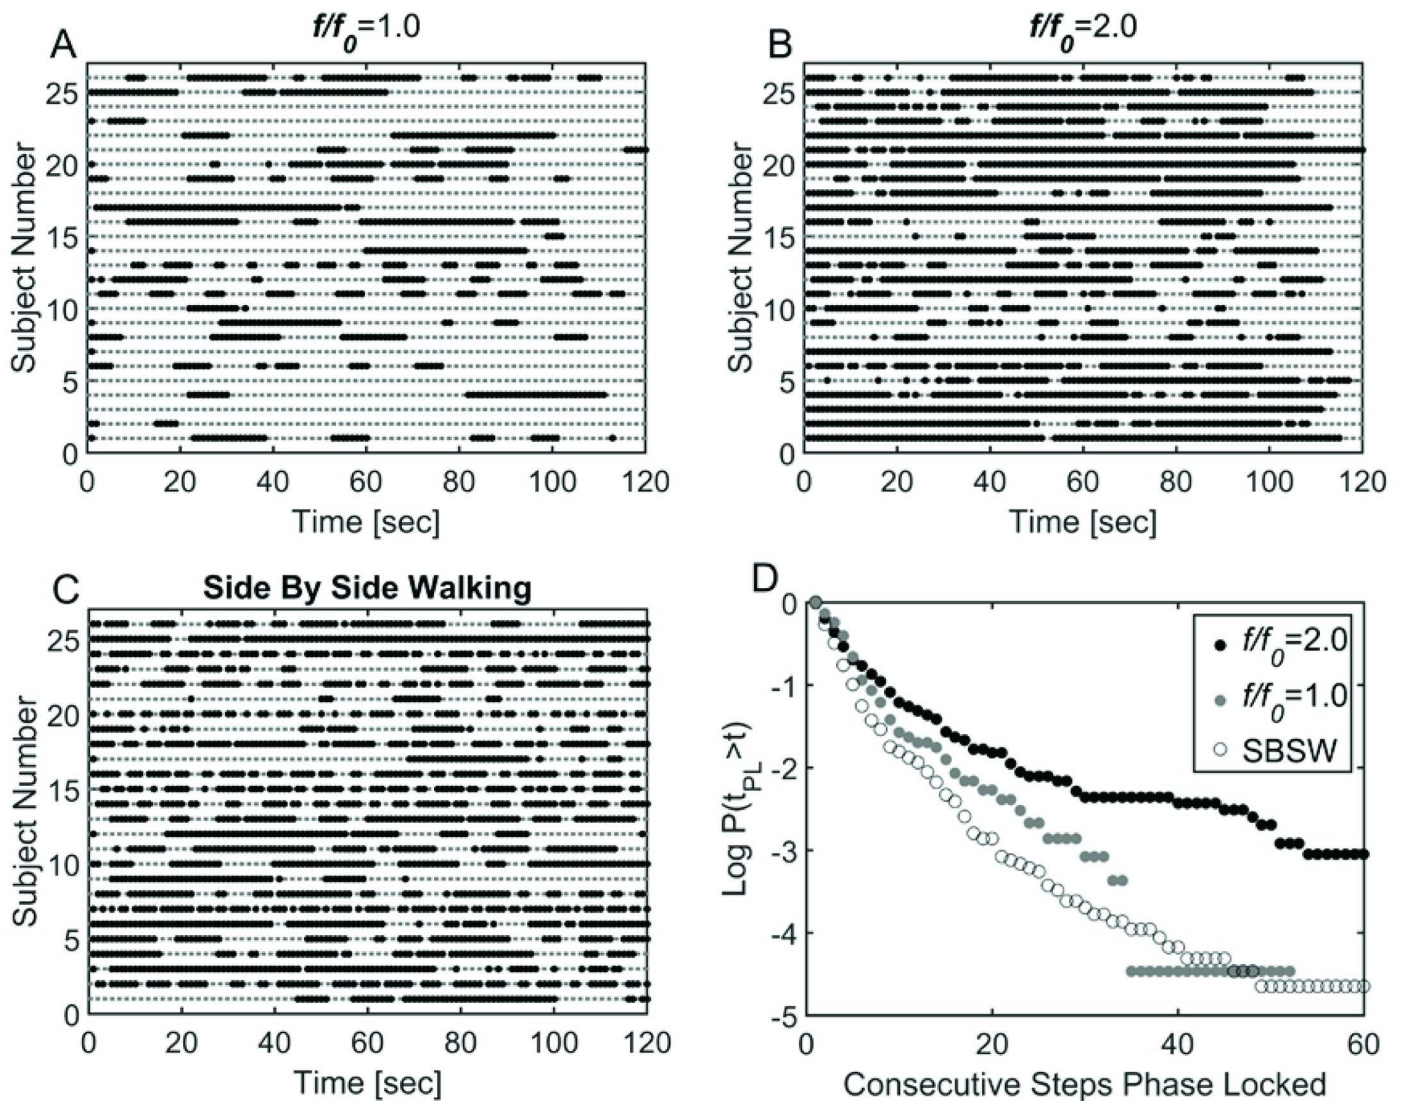 A
f/f0=1.0
25
20
15
10
5
0
Subject Number
0 20 40 60 80 100 120
Time [sec]
B
f/f0=2.0
25
20
15
10
5
0
Subject Number
0 20 40 60 80 100 120
Time [sec]
C
Side By Side Walking
25
20
15
10
5
0
Subject Number
0 20 40 60 80 100 120
Time [sec]
D
0
-1
-2
-3
-4
-5
Log P(tPL >t)
f/f0=2.0
f/f0=1.0
SBSW
0 20 40 60
Consecutive Steps Phase Locked